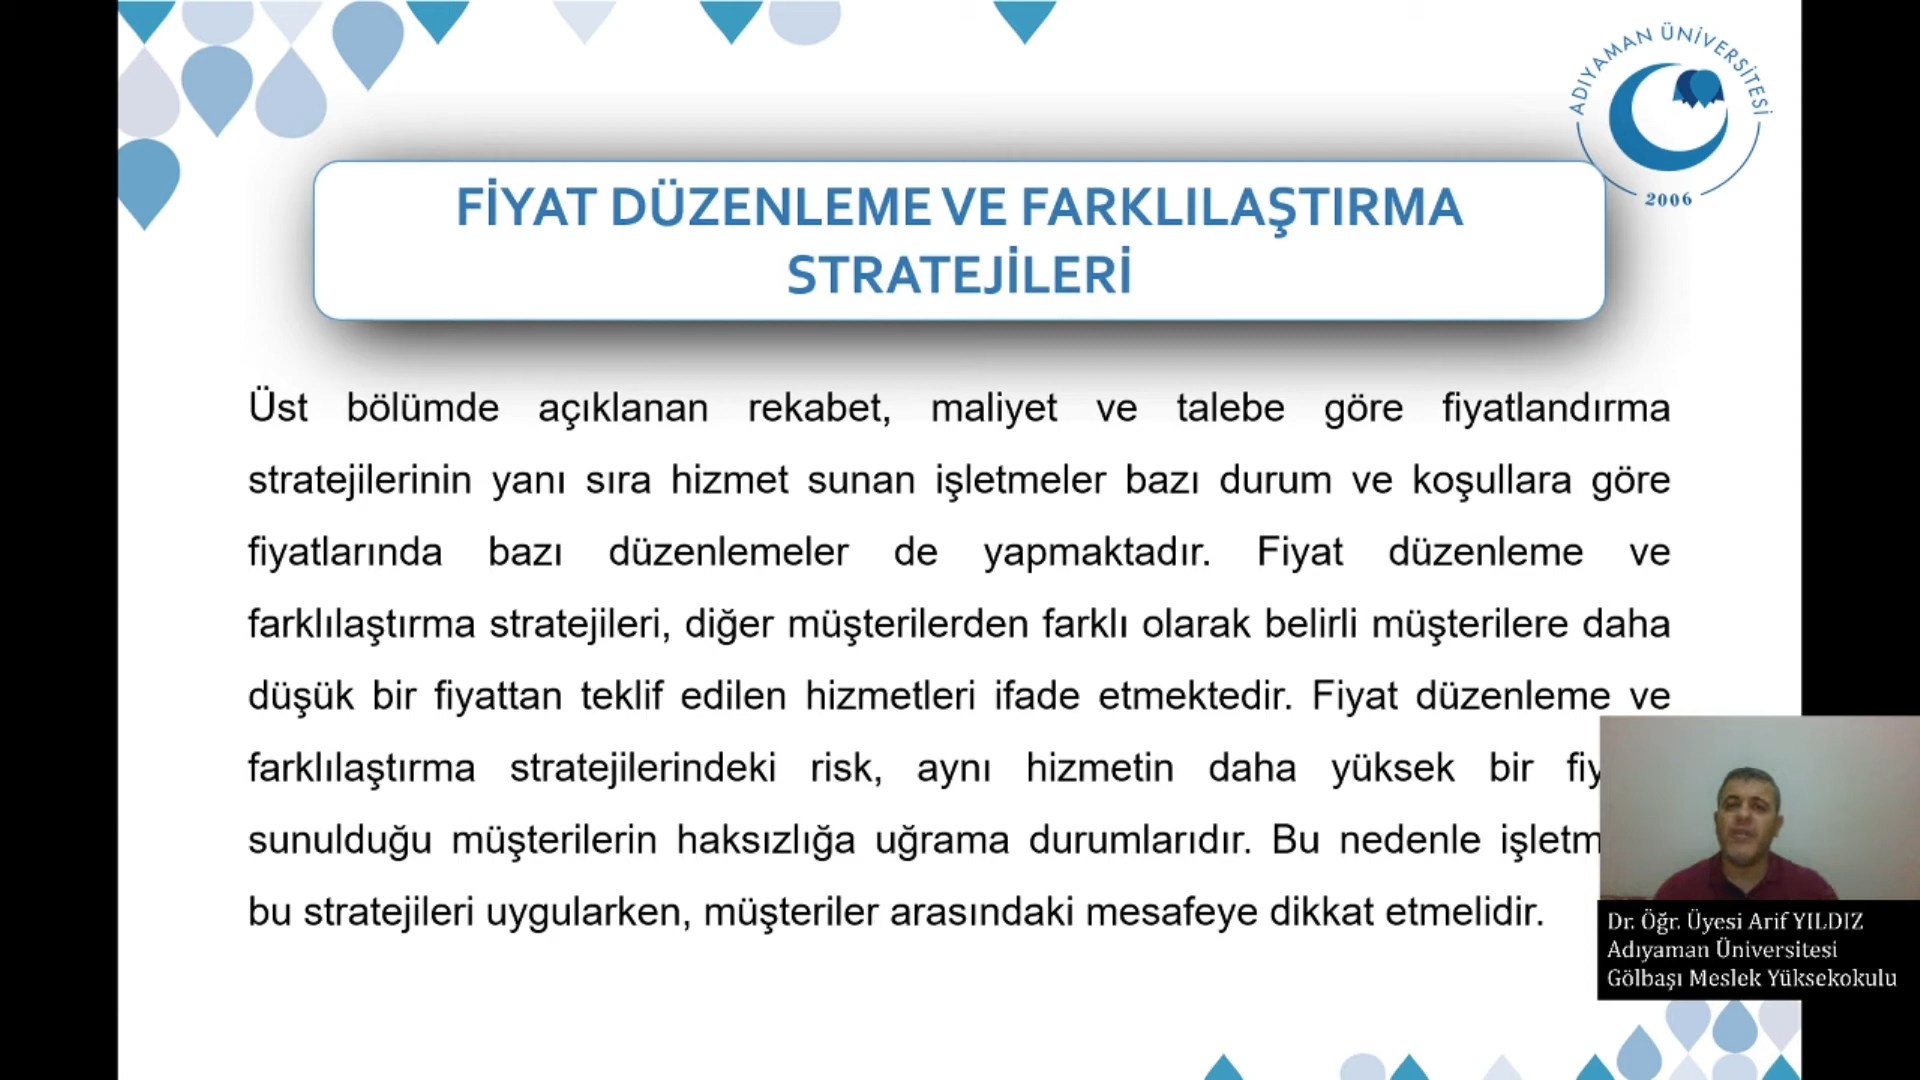 ADIYAMAN ÜNİVERSİTESİ
2006
FİYAT DÜZENLEME VE FARKLILAŞTIRMA
STRATEJİLERİ
Üst bölümde açıklanan rekabet, maliyet ve talebe göre fiyatlandırma
stratejilerinin yanı sıra hizmet sunan işletmeler bazı durum ve koşullara göre
fiyatlarında bazı düzenlemeler de yapmaktadır. Fiyat düzenleme ve
farklılaştırma stratejileri, diğer müşterilerden farklı olarak belirli müşterilere daha
düşük bir fiyattan teklif edilen hizmetleri ifade etmektedir. Fiyat düzenleme ve
farklılaştırma stratejilerindeki risk, aynı hizmetin daha yüksek bir
sunulduğu müşterilerin haksızlığa uğrama durumlarıdır. Bu nedenle
bu stratejileri uygularken, müşteriler arasındaki mesafeye dikkat etmelidir.
Dr. Öğr. Üyesi Arif YILDIZ
Adıyaman Üniversitesi
Gölbaşı Meslek Yüksekokulu